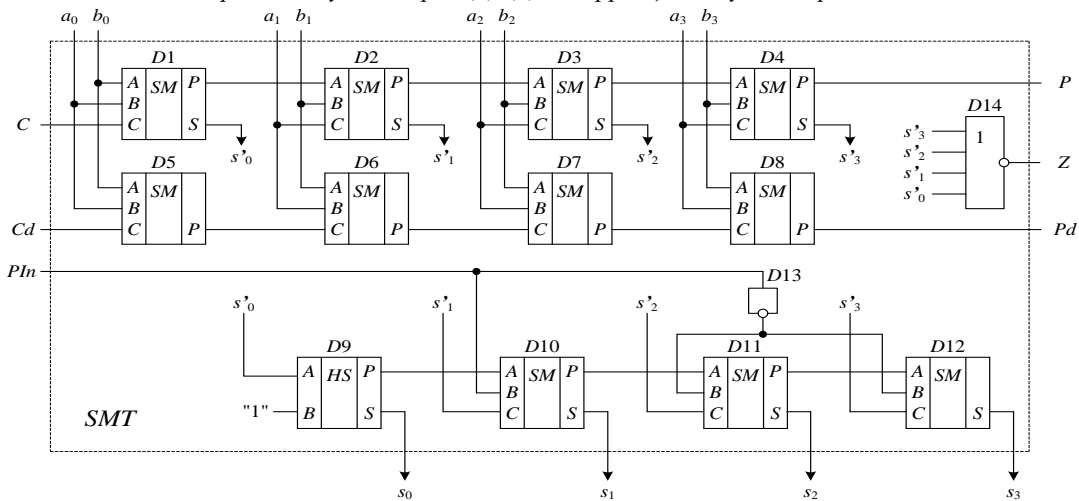 a₀ b₀ a₁ b₁ a₂ b₂ a₃ b₃
D1 D2 D3 D4
A SM P A SM P A SM P A SM P P
B B B B D14
C C S C S C S C S
s'₀ s'₁ s'₂ s'₃
s'₃ 1
s'₂ Z
s'₁
s'₀
D5 D6 D7 D8
A SM A SM A SM A SM
B B B B
Cd C P C P C P C P Pd
PIn D13
s'₀ s'₁ s'₂ s'₃
D9 D10 D11 D12
A HS P A SM P A SM P A SM
B B B
"1" B S C S C S C S
SMT
s₀ s₁ s₂ s₃